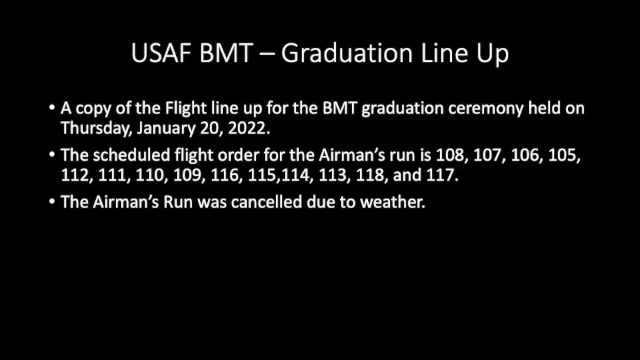 USAF BMT – Graduation Line Up
• A copy of the Flight line up for the BMT graduation ceremony held on
Thursday, January 20, 2022.
• The scheduled flight order for the Airman's run is 108, 107, 106, 105,
112, 111, 110, 109, 116, 115,114, 113, 118, and 117.
• The Airman's Run was cancelled due to weather.